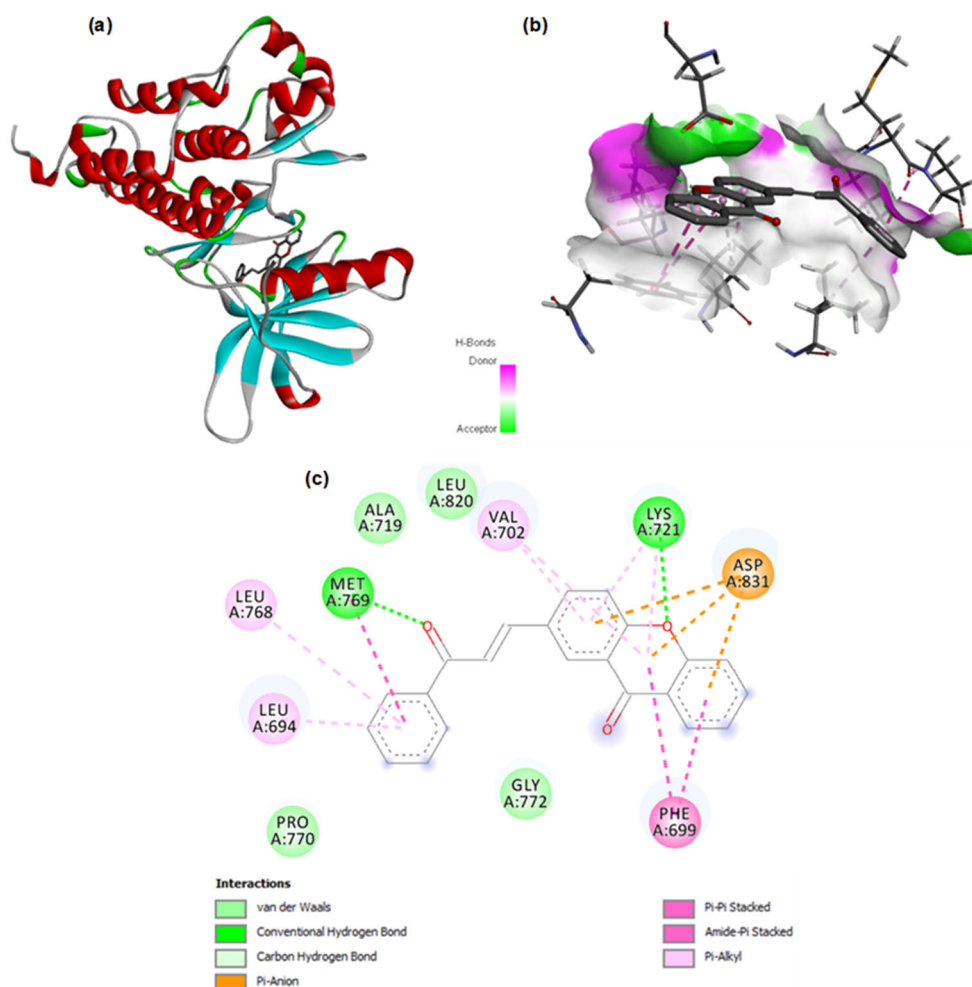 (a)
(b)
H-Bonds
Donor
Acceptor
(c)
LEU
A:820
ALA
A:719
VAL
A:702
LYS
A:721
ASP
A:831
MET
A:769
LEU
A:768
O
O
LEU
A:694
O
GLY
A:772
PHE
A:699
PRO
A:770
Interactions
van der Waals
Conventional Hydrogen Bond
Carbon Hydrogen Bond
Pi-Anion
Pi-Pi Stacked
Amide-Pi Stacked
Pi-Alkyl